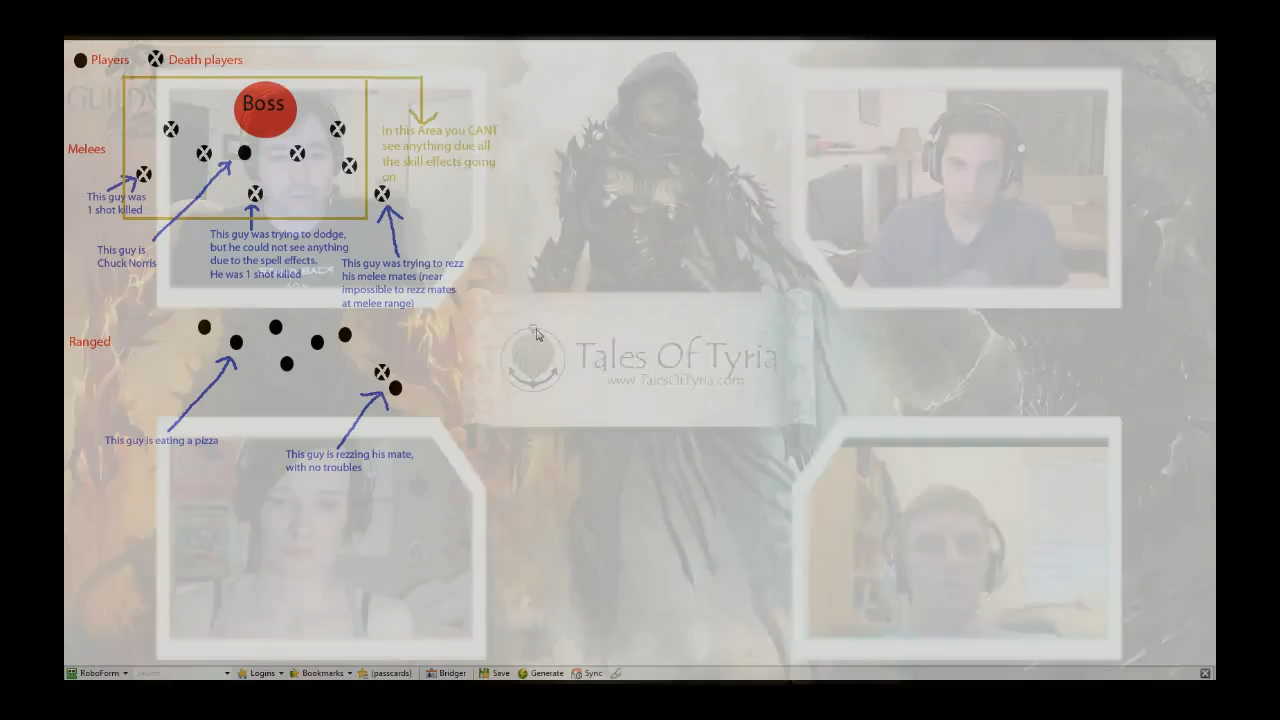 Players
Death players
Boss
In this Area you CANT
see anything due all
the skill effects going
on
Melees
This guy was
1 shot killed
This guy is
Chuck Norris
This guy was trying to dodge,
but he could not see anything
due to the spell effects.
He was 1 shot killed
This guy was trying to rezz
his melee mates (near
impossible to rezz mates
at melee range)
Ranged
Tales Of Tyria
www.TalesOfTyria.com
This guy is eating a pizza
This guy is rezzing his mate,
with no troubles
RoboForm Search Logins Bookmarks (passcards) Bridger Save Generate Sync